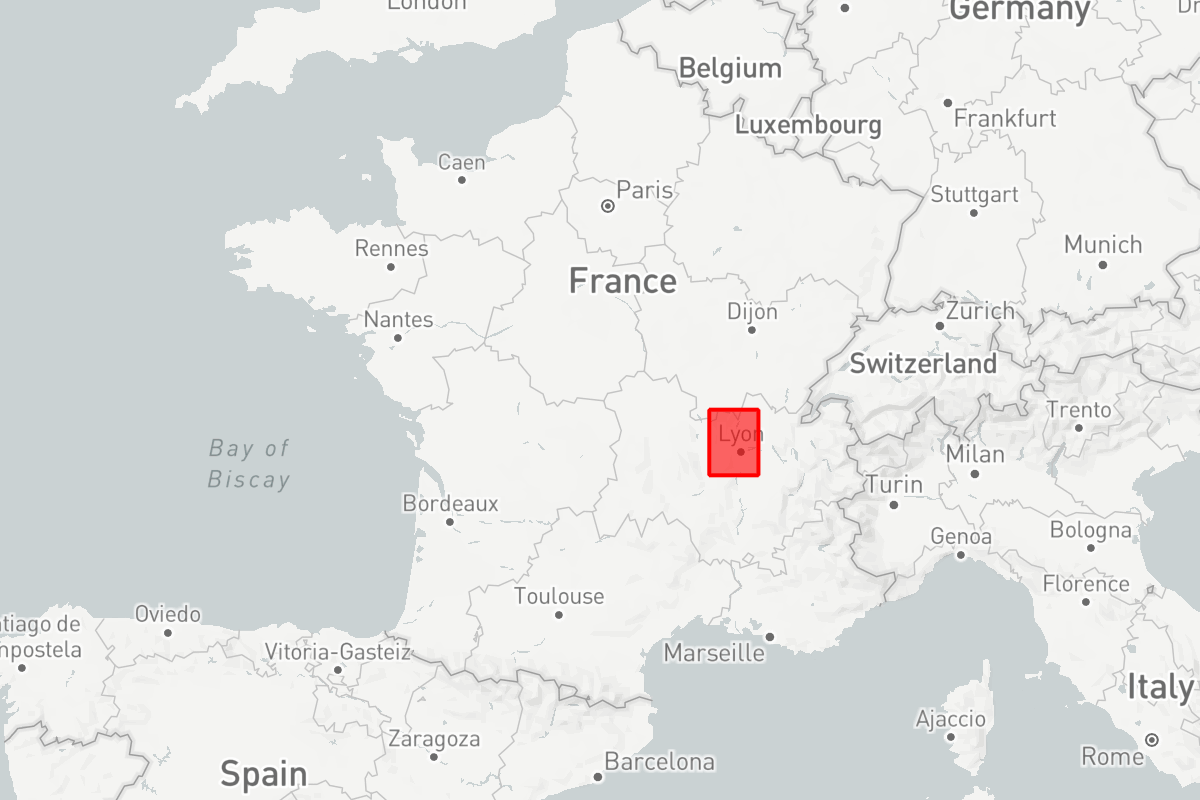 London
Germany
Dr
Belgium
Luxembourg
Frankfurt
Caen
Paris
Stuttgart
Rennes
Munich
France
Nantes
Dijon
Zurich
Switzerland
Trento
Lyon
Bay of
Biscay
Milan
Turin
Bordeaux
Genoa
Bologna
Florence
Toulouse
Oviedo
tiago de
npostela
Vitoria-Gasteiz
Marseille
Italy
Ajaccio
Zaragoza
Rome
Barcelona
Spain